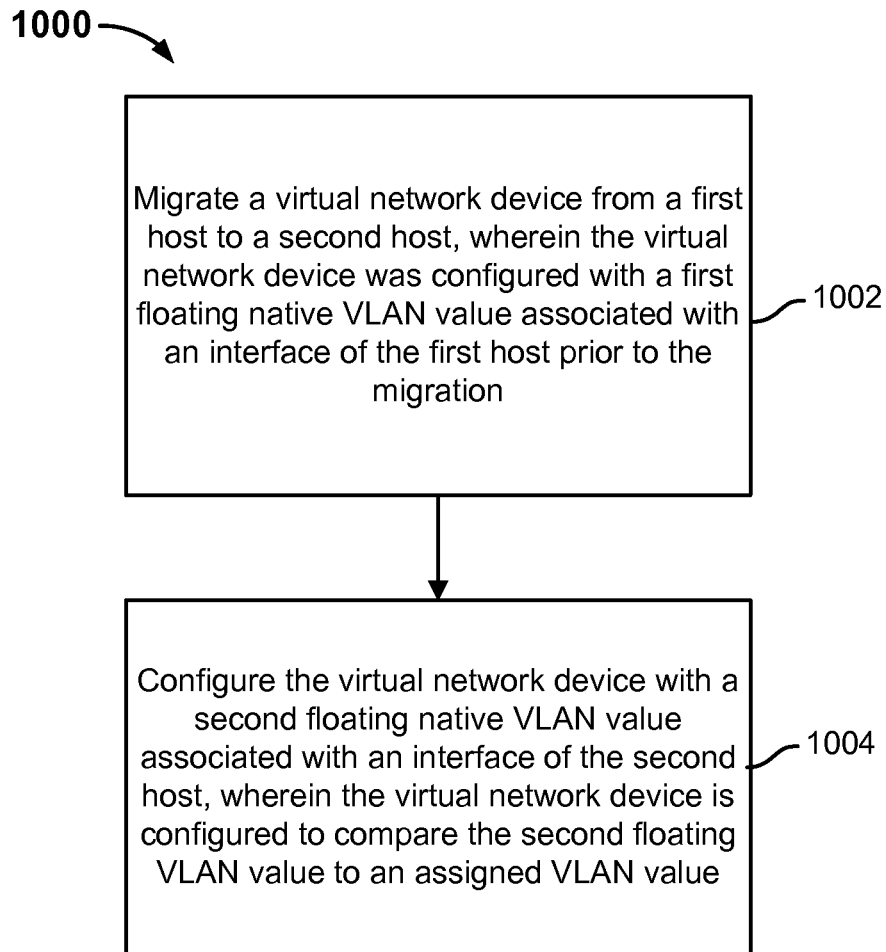 1000
Migrate a virtual network device from a first
host to a second host, wherein the virtual
network device was configured with a first
floating native VLAN value associated with
an interface of the first host prior to the
migration
1002
Configure the virtual network device with a
second floating native VLAN value
associated with an interface of the second
host, wherein the virtual network device is
configured to compare the second floating
VLAN value to an assigned VLAN value
1004